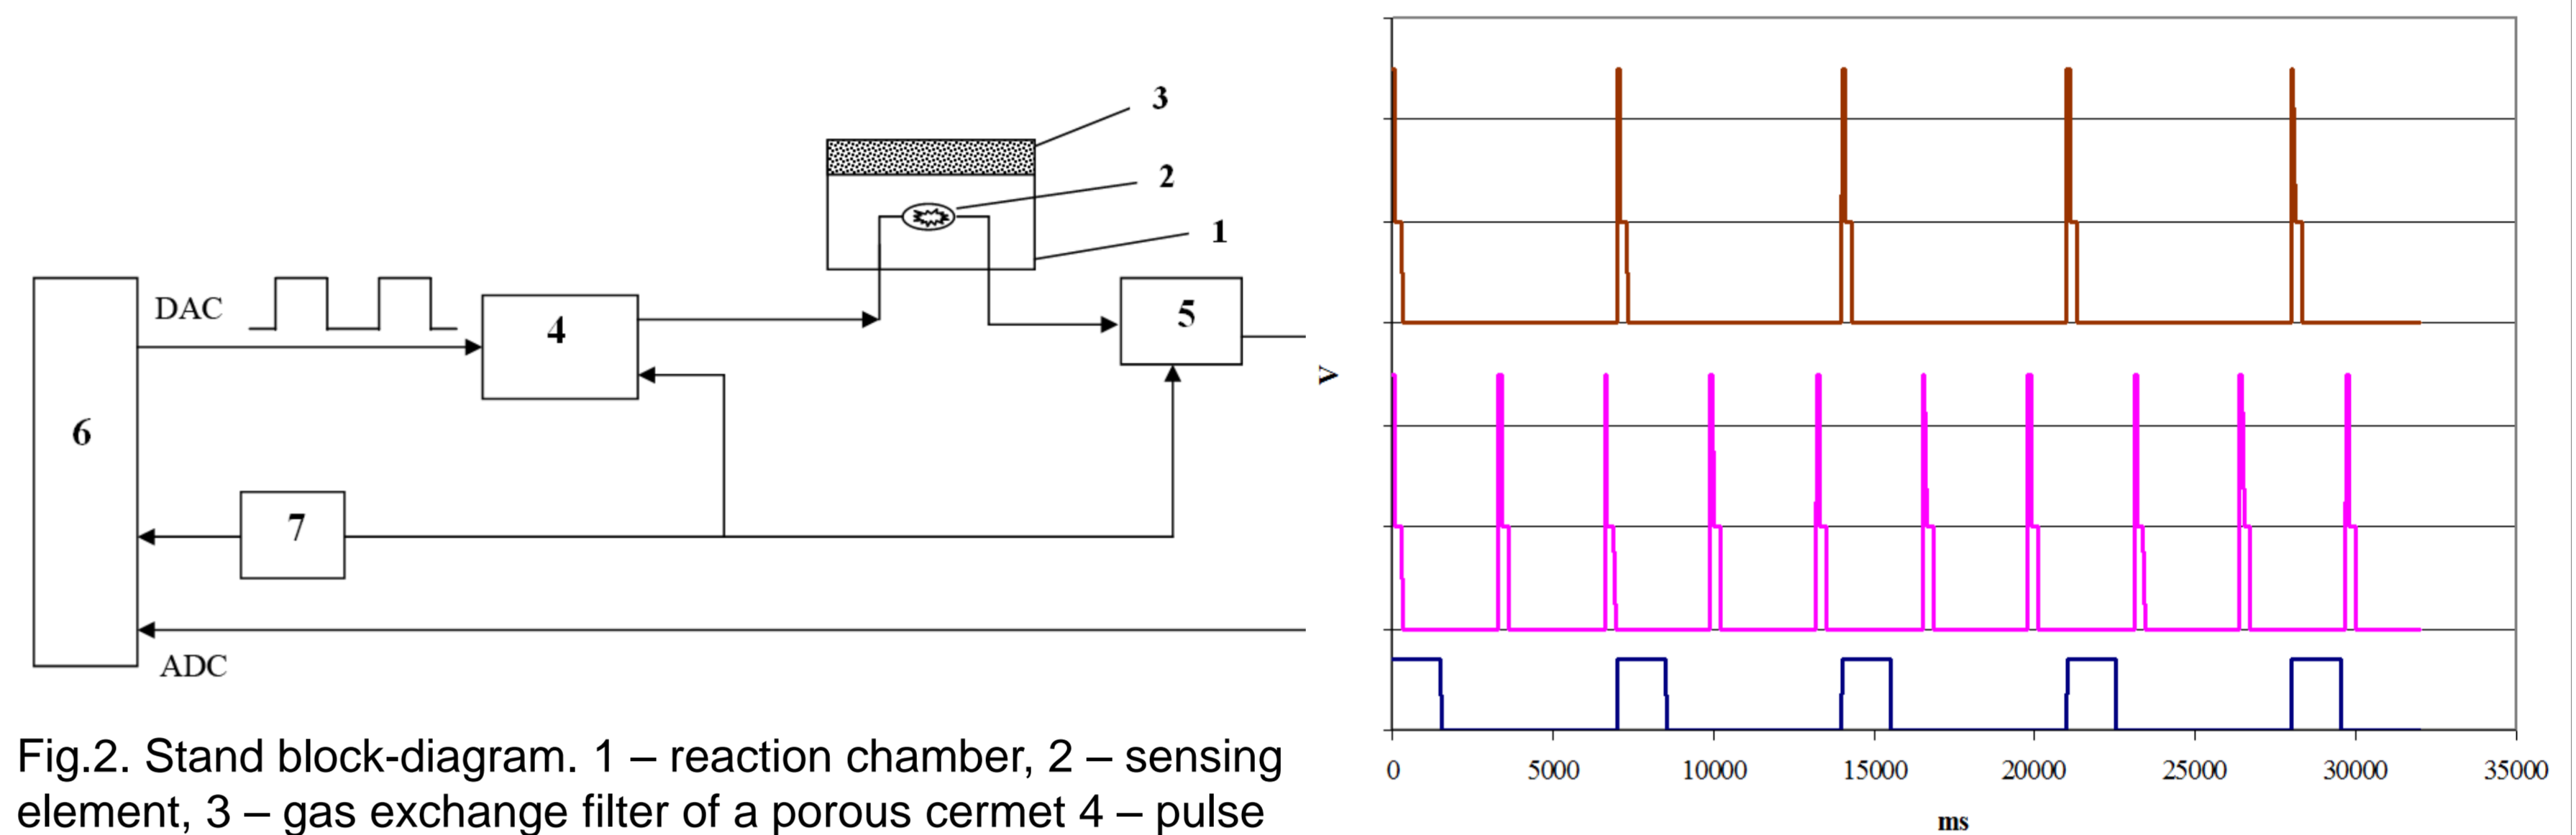 3
2
1
DAC
4
5
6
7
ADC
Fig.2. Stand block-diagram. 1 – reaction chamber, 2 – sensing
element, 3 – gas exchange filter of a porous cermet 4 – pulse
V
0 5000 10000 15000 20000 25000 30000 35000
ms